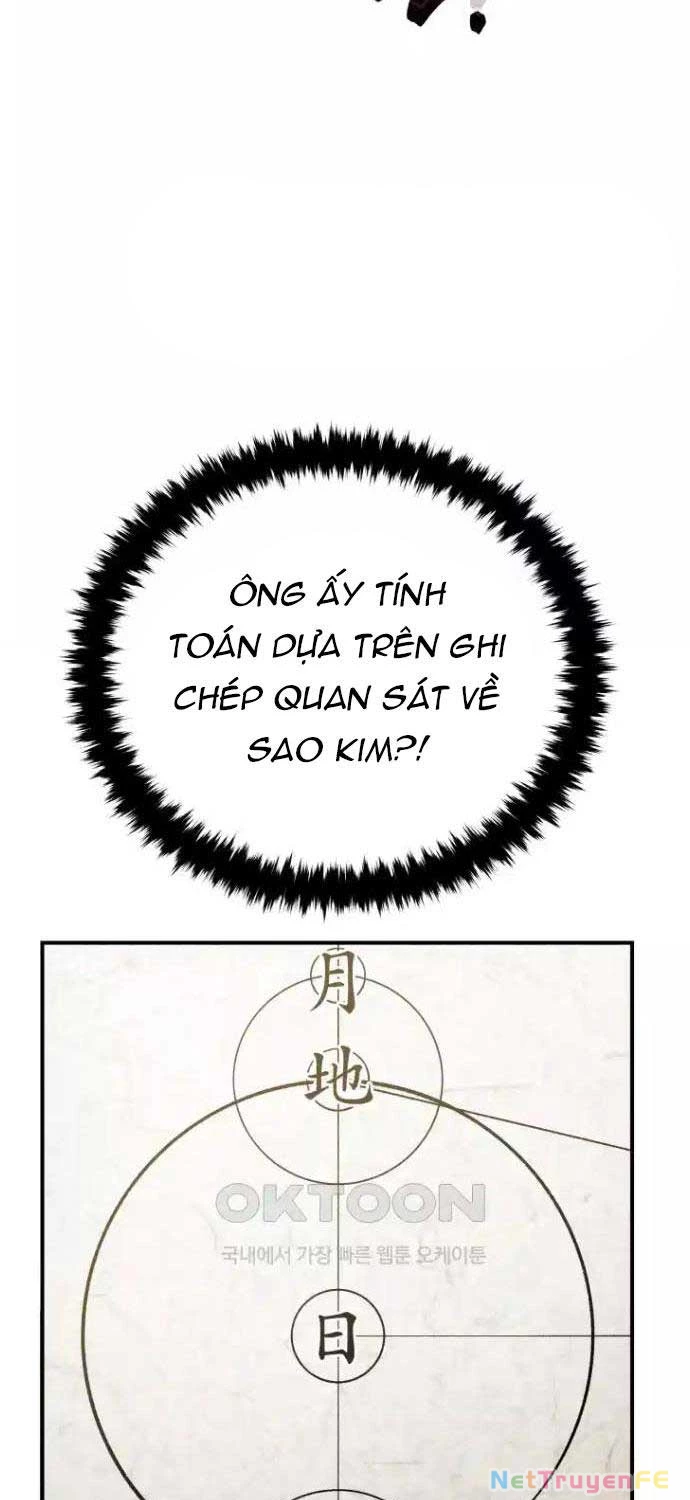 ÔNG ẤY TÍNH
TOÁN DỰA TRÊN GHI
CHÉP QUAN SÁT VỀ
SAO KIM?!
月
地
OKTOON
국내에서 가장 빠른 웹툰 오케이툰
日
NETTRUYENFE